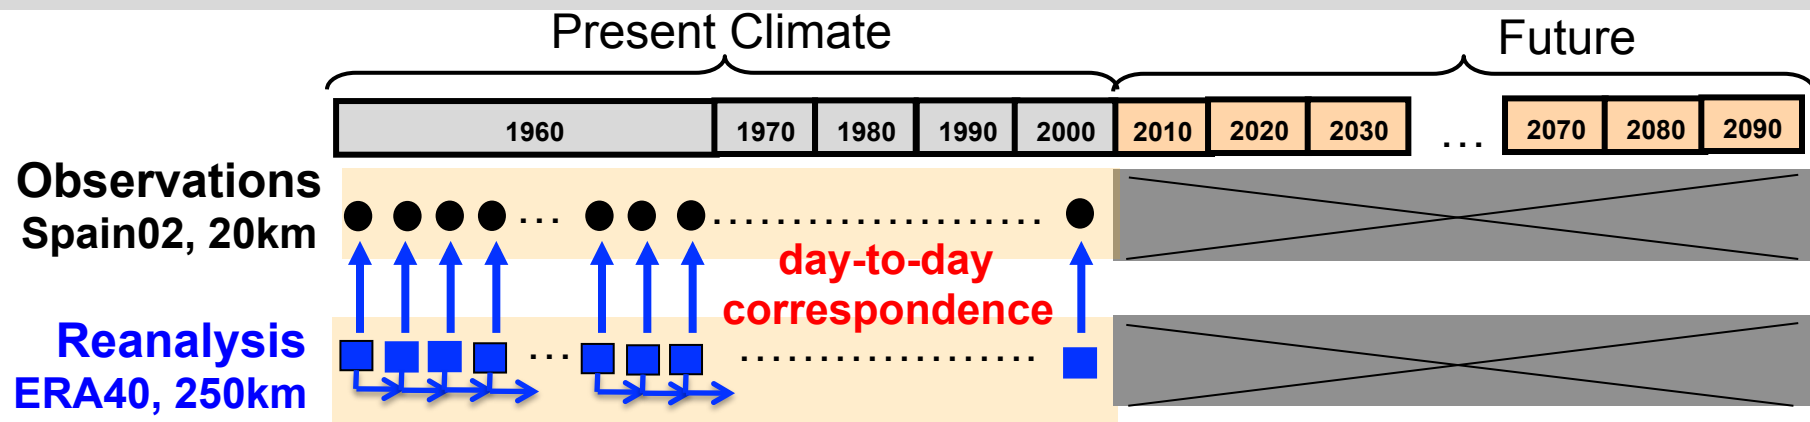 Present Climate
Future
1960 1970 1980 1990 2000 2010 2020 2030 ... 2070 2080 2090
Observations
Spain02, 20km
day-to-day
correspondence
Reanalysis
ERA40, 250km